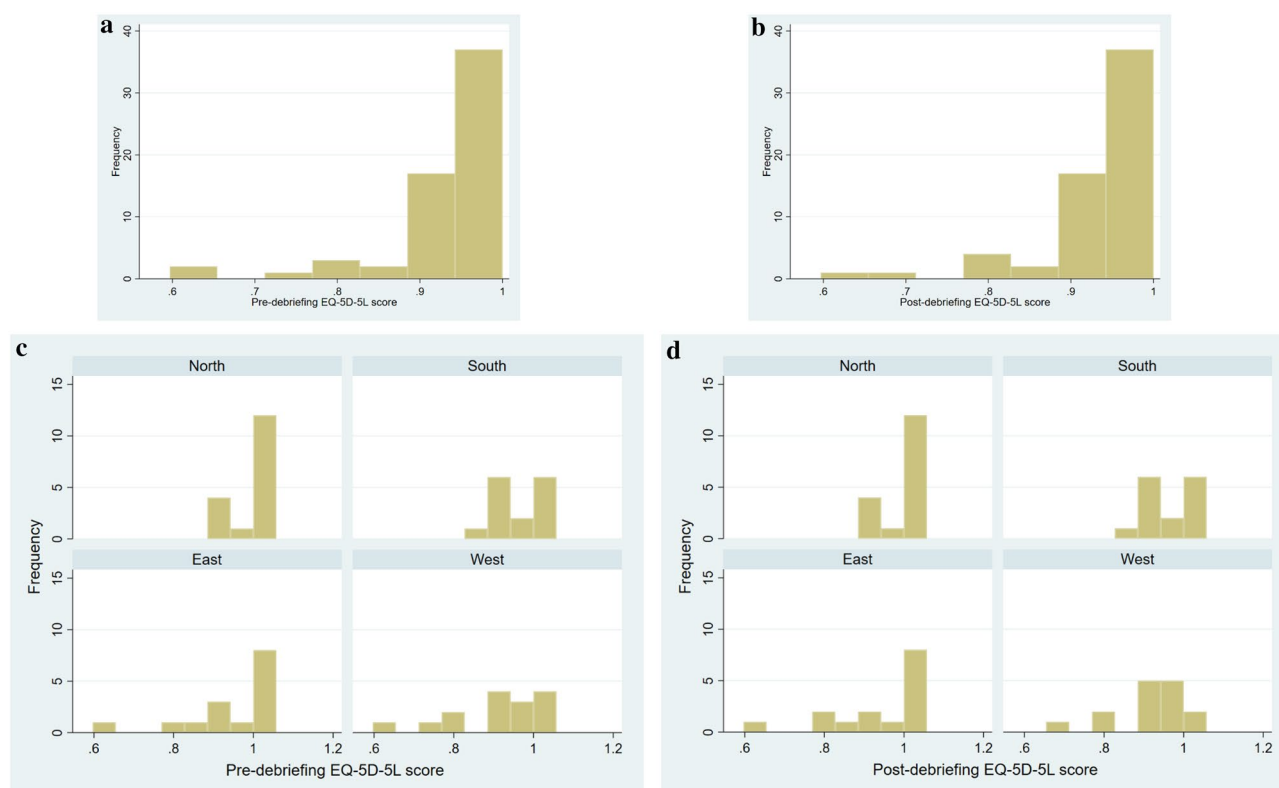 a
40
30
20
10
0
Frequency
.6 .7 .8 .9 1
Pre-debriefing EQ-5D-5L score
b
40
30
20
10
0
Frequency
.6 .7 .8 .9 1
Post-debriefing EQ-5D-5L score
c
North South
15
10
5
0
East West
15
10
5
0
Frequency
.6 .8 1 1.2 .6 .8 1 1.2
Pre-debriefing EQ-5D-5L score
d
North South
15
10
5
0
East West
15
10
5
0
Frequency
.6 .8 1 1.2 .6 .8 1 1.2
Post-debriefing EQ-5D-5L score